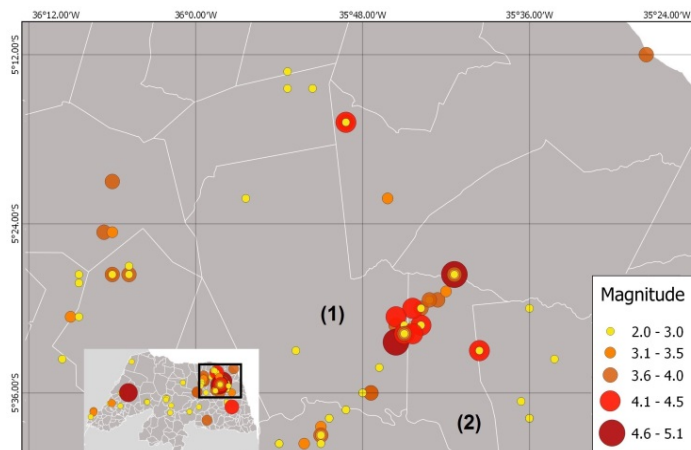 36°12.00'W 36°0.00'W 35°48.00'W 35°36.00'W 35°24.00'W
5°12.00'S
5°24.00'S
(1)
Magnitude
2.0 - 3.0
3.1 - 3.5
3.6 - 4.0
4.1 - 4.5
4.6 - 5.1
5°36.00'S
(2)